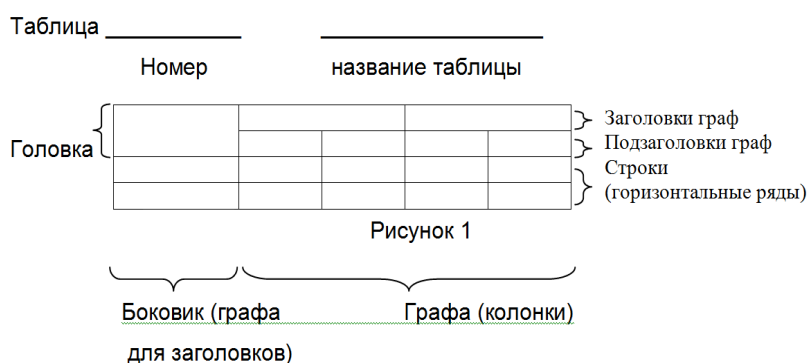 Таблица
Номер название таблицы
Заголовки граф
Головка Подзаголовки граф
Строки
(горизонтальные ряды)
Рисунок 1
Боковик (графа Графа (колонки)
для заголовков)